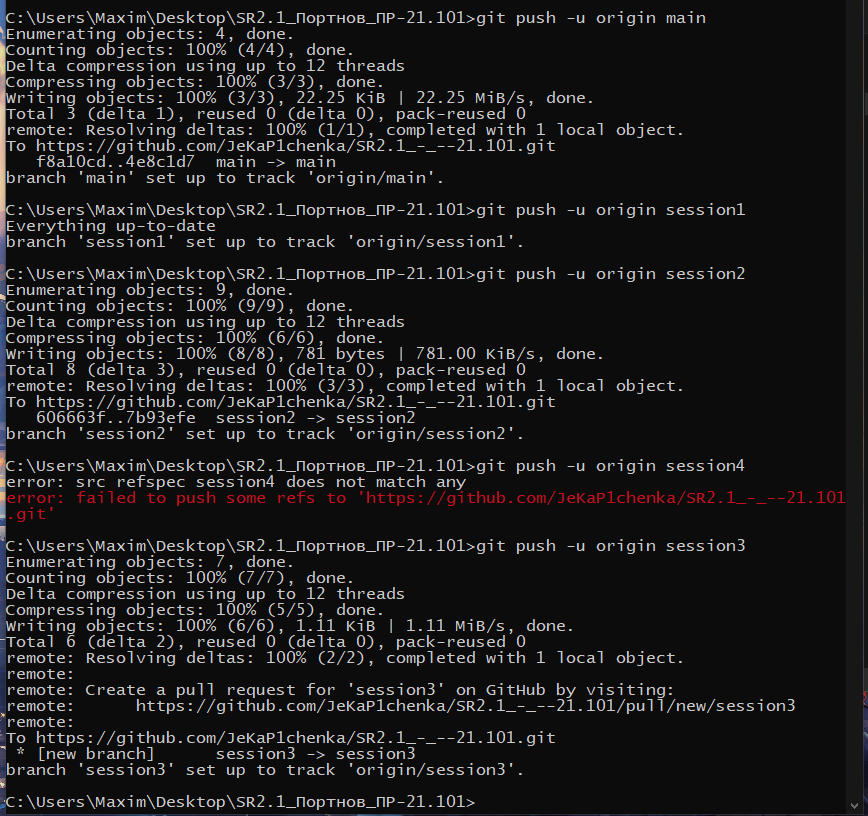 C:\Users\Maxim\Desktop\SR2.1_Портнов_ПР-21.101>git push -u origin main
Enumerating objects: 4, done.
Counting objects: 100% (4/4), done.
Delta compression using up to 12 threads
Compressing objects: 100% (3/3), done.
Writing objects: 100% (3/3), 22.25 KiB | 22.25 MiB/s, done.
Total 3 (delta 1), reused 0 (delta 0), pack-reused 0
remote: Resolving deltas: 100% (1/1), completed with 1 local object.
To https://github.com/JeKaP1chenka/SR2.1_-_--21.101.git
   f8a10cd..4e8c1d7  main -> main
branch 'main' set up to track 'origin/main'.

C:\Users\Maxim\Desktop\SR2.1_Портнов_ПР-21.101>git push -u origin session1
Everything up-to-date
branch 'session1' set up to track 'origin/session1'.

C:\Users\Maxim\Desktop\SR2.1_Портнов_ПР-21.101>git push -u origin session2
Enumerating objects: 9, done.
Counting objects: 100% (9/9), done.
Delta compression using up to 12 threads
Compressing objects: 100% (6/6), done.
Writing objects: 100% (8/8), 781 bytes | 781.00 KiB/s, done.
Total 8 (delta 3), reused 0 (delta 0), pack-reused 0
remote: Resolving deltas: 100% (3/3), completed with 1 local object.
To https://github.com/JeKaP1chenka/SR2.1_-_--21.101.git
   606663f..7b93efe  session2 -> session2
branch 'session2' set up to track 'origin/session2'.

C:\Users\Maxim\Desktop\SR2.1_Портнов_ПР-21.101>git push -u origin session4
error: src refspec session4 does not match any
error: failed to push some refs to 'https://github.com/JeKaP1chenka/SR2.1_-_--21.101
.git'

C:\Users\Maxim\Desktop\SR2.1_Портнов_ПР-21.101>git push -u origin session3
Enumerating objects: 7, done.
Counting objects: 100% (7/7), done.
Delta compression using up to 12 threads
Compressing objects: 100% (5/5), done.
Writing objects: 100% (6/6), 1.11 KiB | 1.11 MiB/s, done.
Total 6 (delta 2), reused 0 (delta 0), pack-reused 0
remote: Resolving deltas: 100% (2/2), completed with 1 local object.
remote:
remote: Create a pull request for 'session3' on GitHub by visiting:
remote:      https://github.com/JeKaP1chenka/SR2.1_-_--21.101/pull/new/session3
remote:
To https://github.com/JeKaP1chenka/SR2.1_-_--21.101.git
 * [new branch]      session3 -> session3
branch 'session3' set up to track 'origin/session3'.

C:\Users\Maxim\Desktop\SR2.1_Портнов_ПР-21.101>